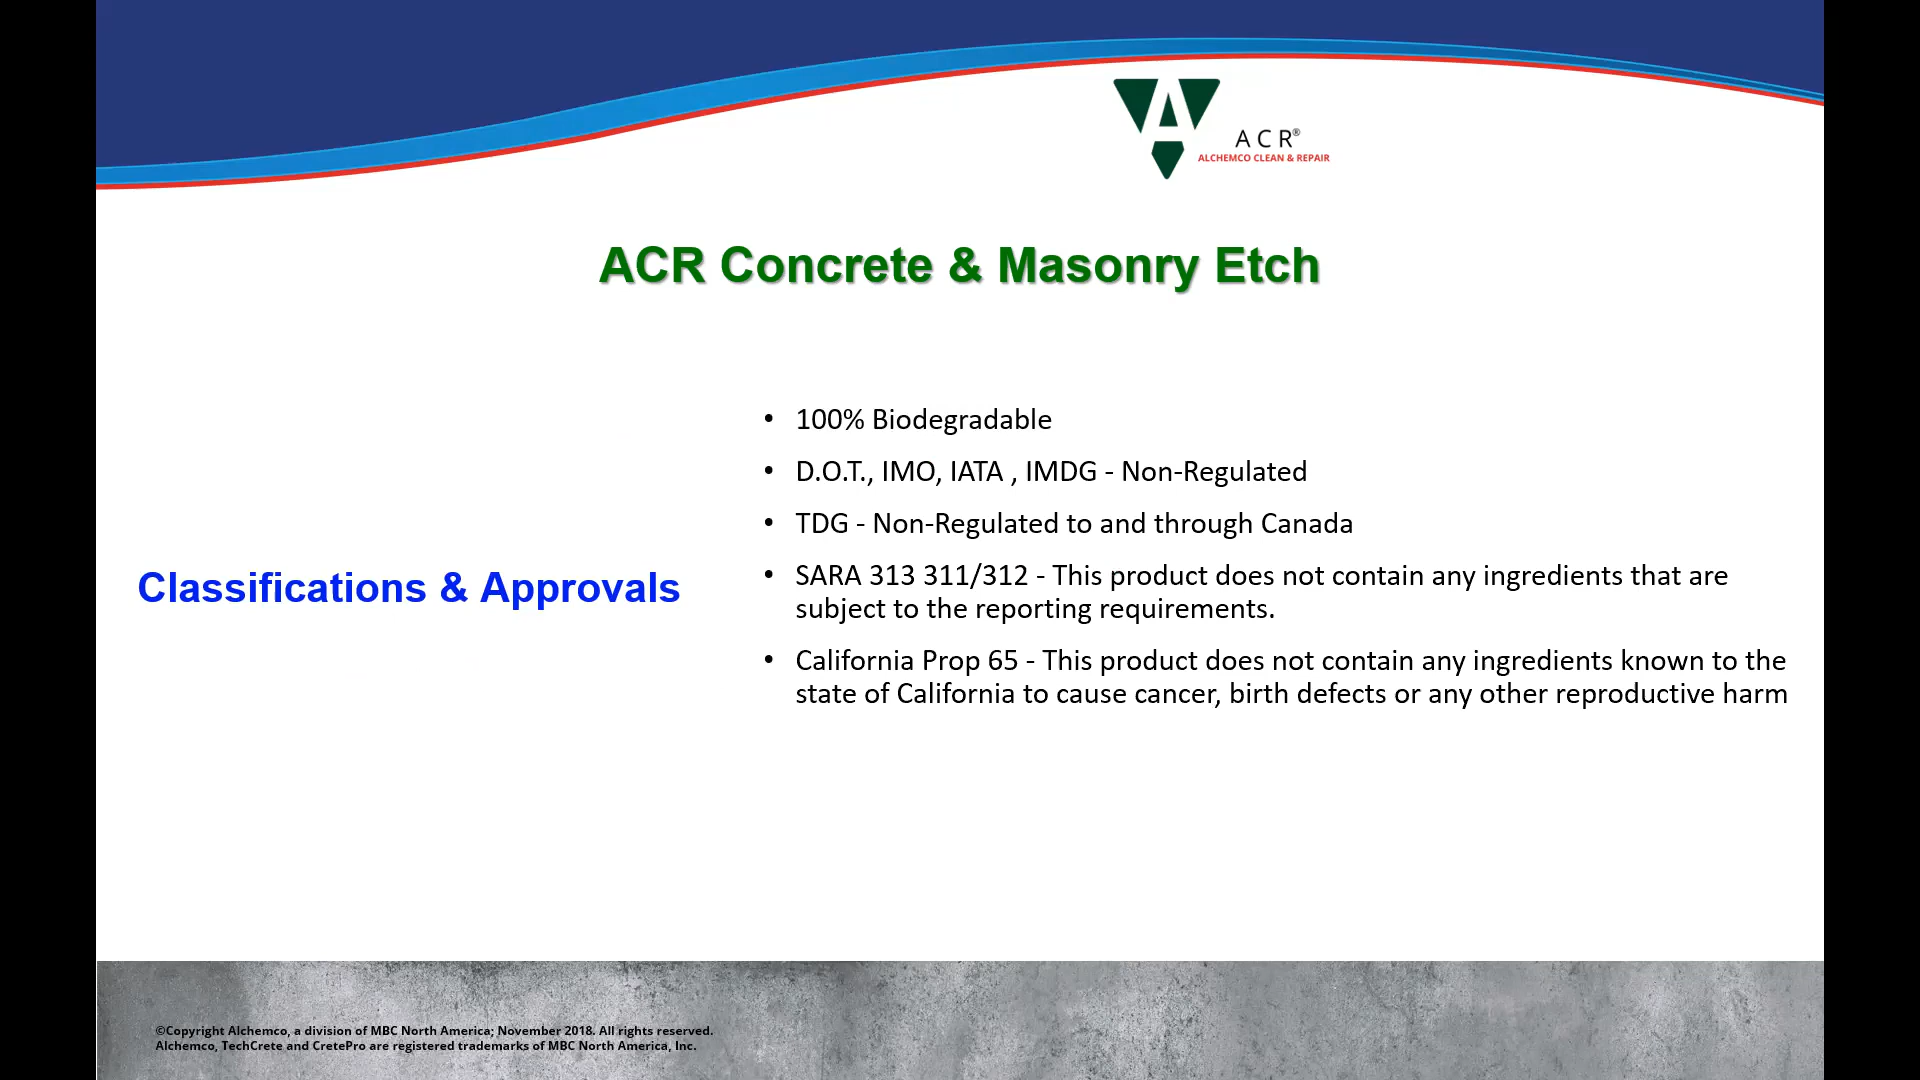 ACR®
ALCHEMCO CLEAN & REPAIR
ACR Concrete & Masonry Etch
Classifications & Approvals
• 100% Biodegradable
• D.O.T., IMO, IATA , IMDG - Non-Regulated
• TDG - Non-Regulated to and through Canada
• SARA 313 311/312 - This product does not contain any ingredients that are
subject to the reporting requirements.
• California Prop 65 - This product does not contain any ingredients known to the
state of California to cause cancer, birth defects or any other reproductive harm
©Copyright Alchemco, a division of MBC North America; November 2018. All rights reserved.
Alchemco, TechCrete and CretePro are registered trademarks of MBC North America, Inc.